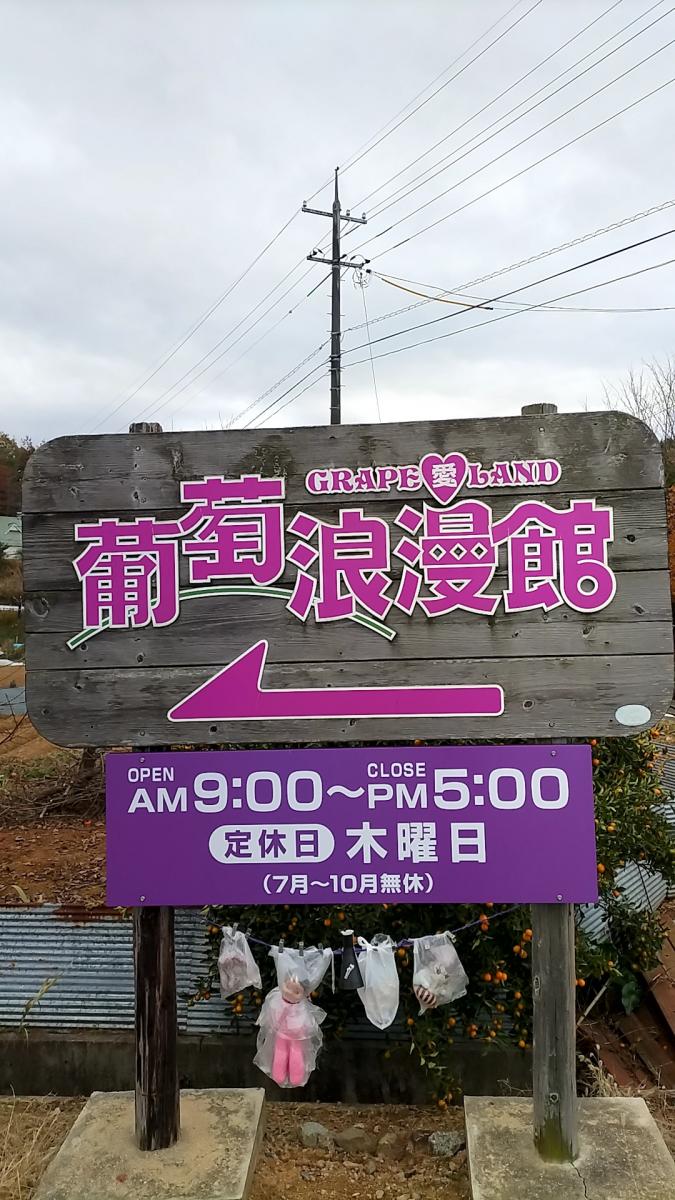 GRAPE愛LAND
葡萄浪漫館
OPEN CLOSE
AM9:00~PM5:00
定休日 木曜日
(7月~10月無休)